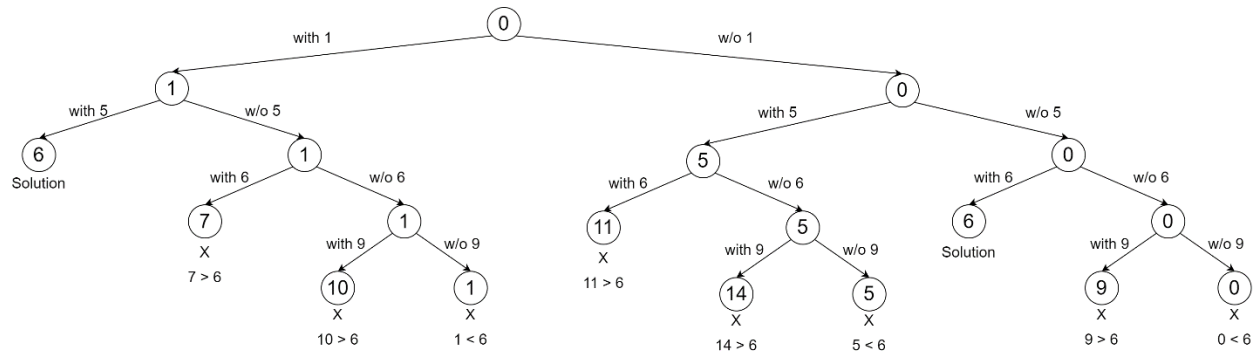 0
with 1
w/o 1
1
0
with 5
w/o 5
with 5
w/o 5
6
Solution
1
5
0
with 6
w/o 6
with 6
w/o 6
with 6
w/o 6
7
X
7 > 6
1
11
X
11 > 6
5
6
Solution
0
with 9
w/o 9
with 9
w/o 9
with 9
w/o 9
10
X
10 > 6
1
X
1 < 6
14
X
14 > 6
5
X
5 < 6
9
X
9 > 6
0
X
0 < 6